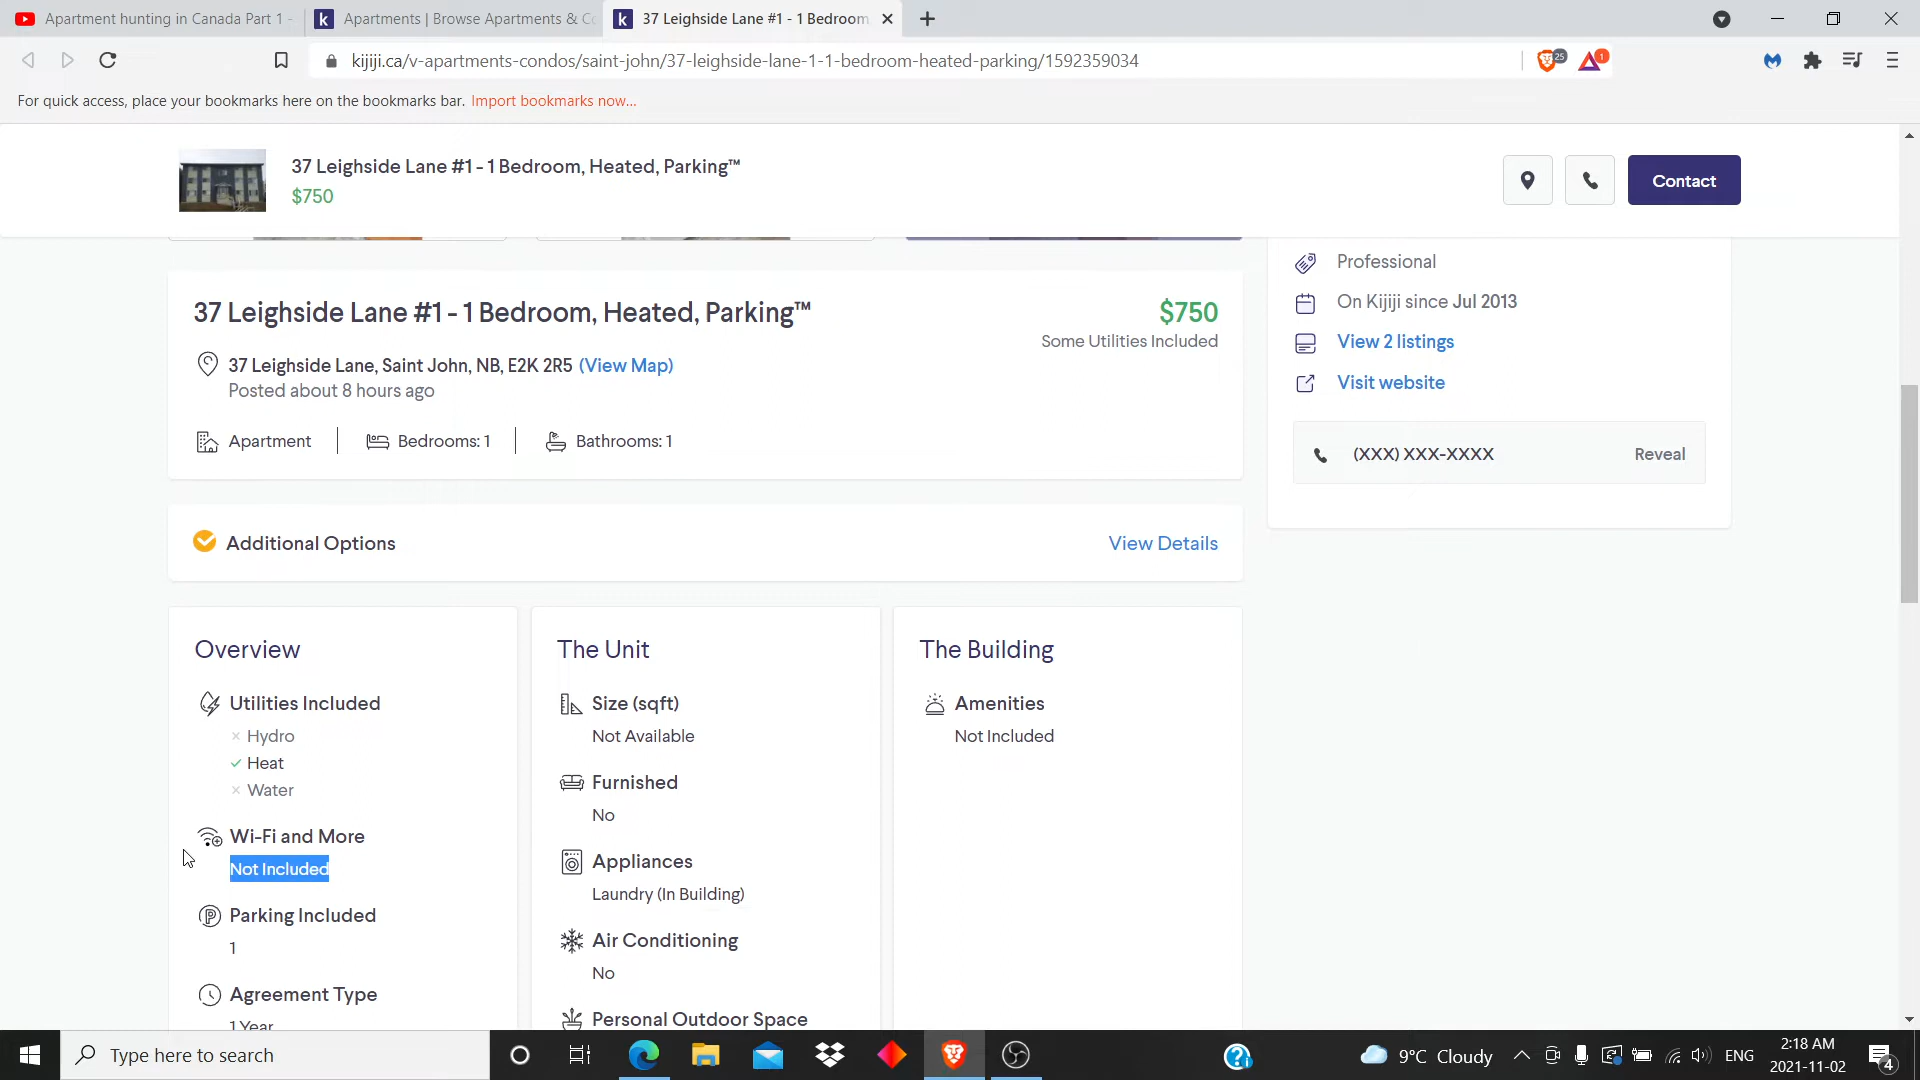 Apartment hunting in Canada Part 1 -
Apartments | Browse Apartments & Co
37 Leighside Lane #1 - 1 Bedroom
kijiji.ca/v-apartments-condos/saint-john/37-leighside-lane-1-1-bedroom-heated-parking/1592359034
25
1
For quick access, place your bookmarks here on the bookmarks bar. Import bookmarks now...
37 Leighside Lane #1 - 1 Bedroom, Heated, Parking™
$750
Contact
37 Leighside Lane #1 - 1 Bedroom, Heated, Parking™
$750
Some Utilities Included
37 Leighside Lane, Saint John, NB, E2K 2R5 (View Map)
Posted about 8 hours ago
Apartment
Bedrooms: 1
Bathrooms: 1
Professional
On Kijiji since Jul 2013
View 2 listings
Visit website
(XXX) XXX-XXXX Reveal
Additional Options
View Details
Overview
Utilities Included
Hydro
Heat
Water
Wi-Fi and More
Not Included
Parking Included
1
Agreement Type
1 Year
The Unit
Size (sqft)
Not Available
Furnished
No
Appliances
Laundry (In Building)
Air Conditioning
No
Personal Outdoor Space
The Building
Amenities
Not Included
Type here to search
9°C Cloudy
ENG
2:18 AM
2021-11-02
4